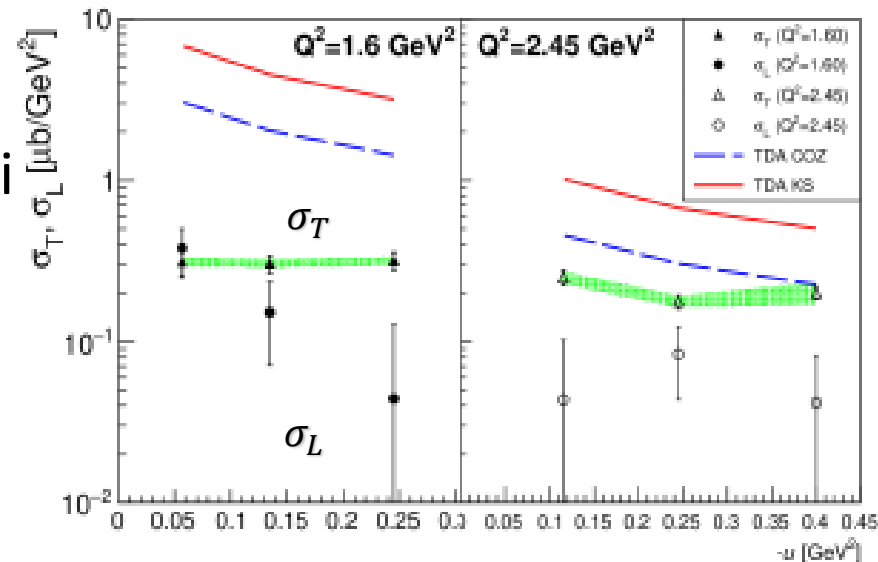 Q²=1.6 GeV² Q²=2.45 GeV²
σT (Q²=1.60)
σL (Q²=1.60)
σT (Q²=2.45)
σL (Q²=2.45)
TDA COZ
TDA KS
σT, σL [μb/GeV²]
i
10
1
10⁻¹
10⁻²
σT
σL
0 0.05 0.1 0.15 0.2 0.25 0.3 0.05 0.1 0.15 0.2 0.25 0.3 0.35 0.4 0.45
-u [GeV²]